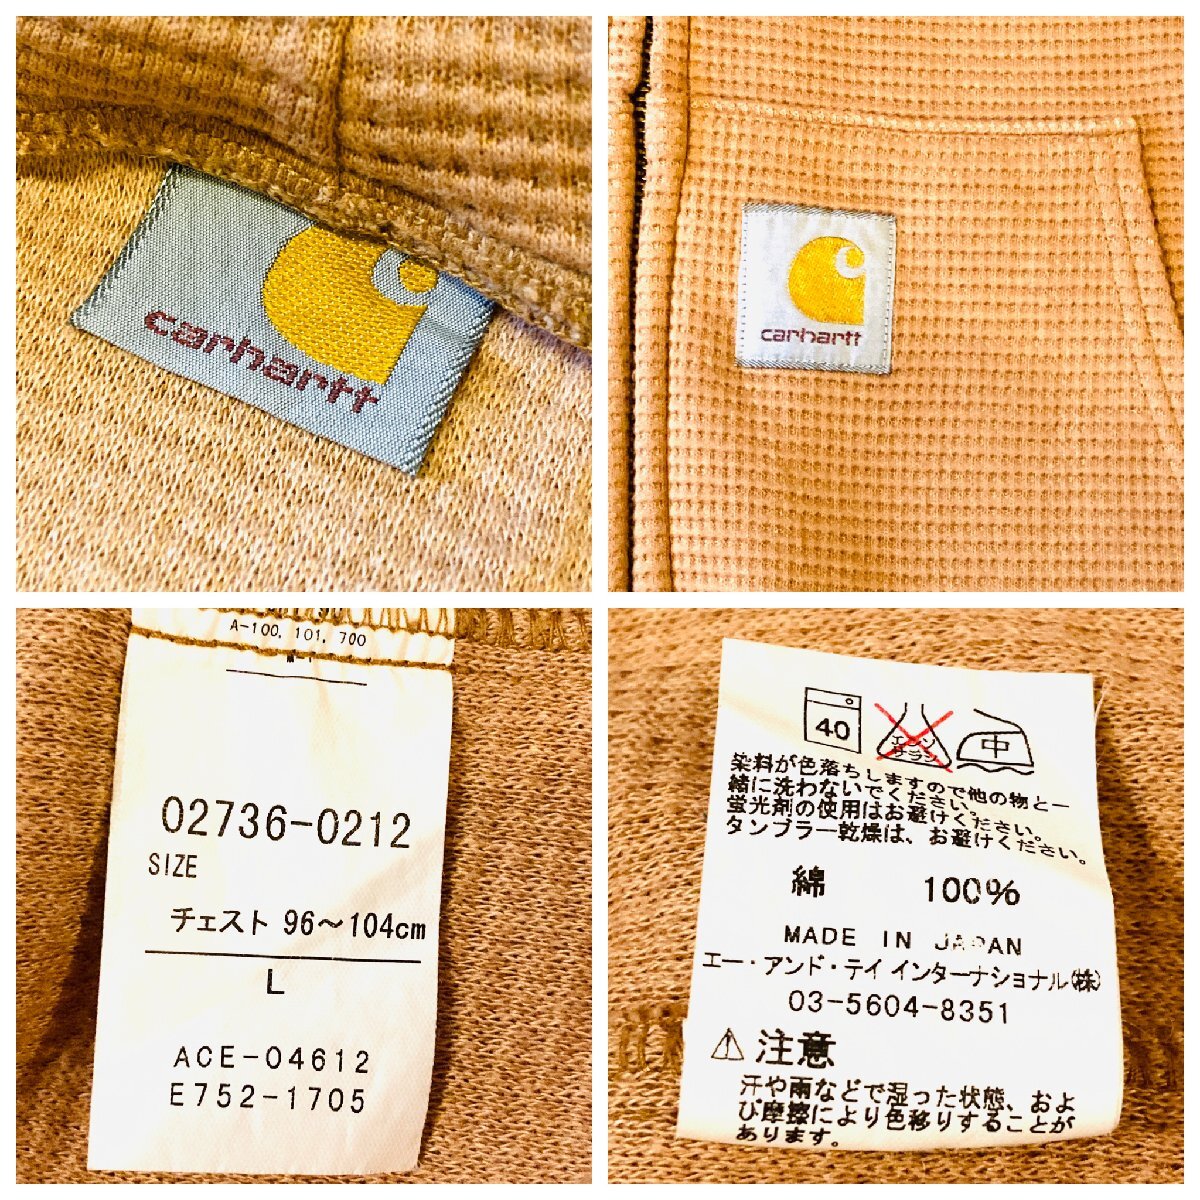 carhartt
carhartt
A-100, 101, 700
02736-0212
SIZE
チェスト 96～104cm
L
ACE-04612
E752-1705
40
エンソ
サラシ
中
染料が色落ちしますので他の物と一
緒に洗わないでください。
蛍光剤の使用はお避けください。
タンブラー乾燥は、お避けください。
綿 100%
MADE IN JAPAN
エー・アンド・テイ インターナショナル(株)
03-5604-8351
注意
汗や雨などで湿った状態、およ
び摩擦により色移りすることが
あります。